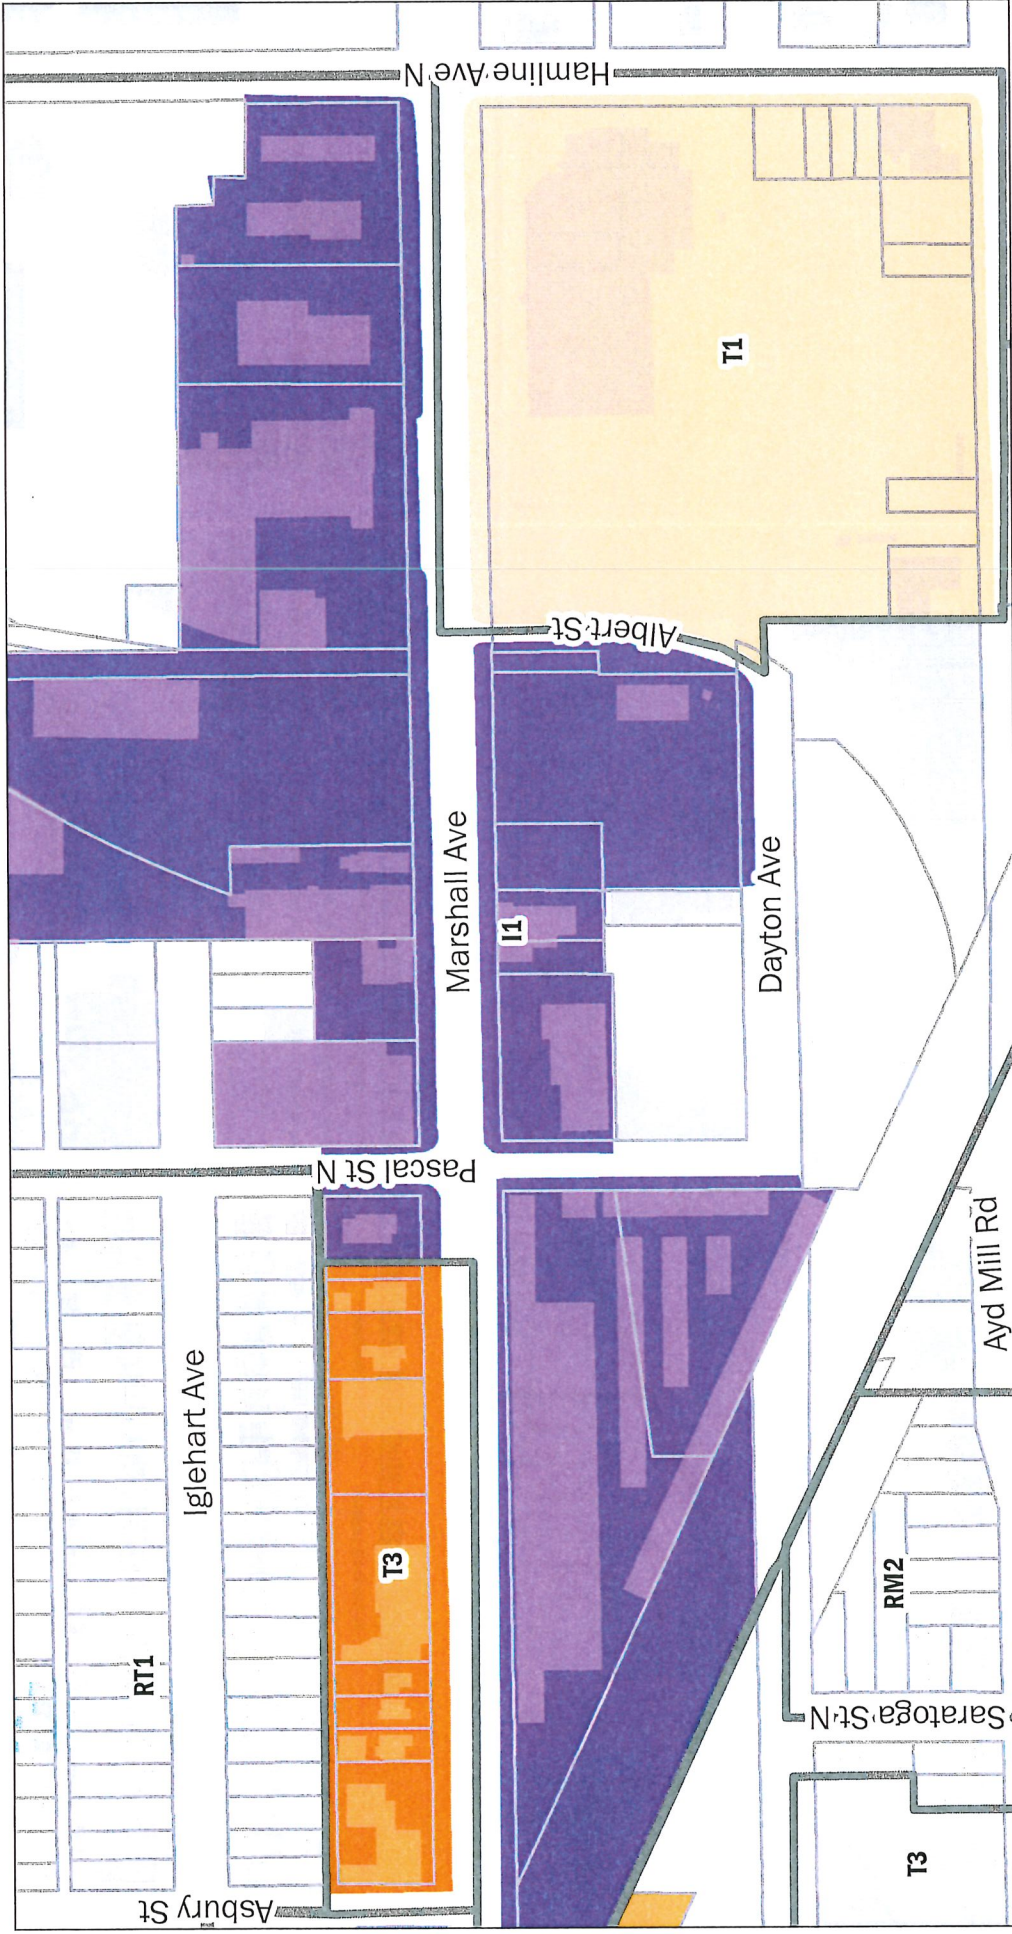 Hamline Ave N
T1
Albert St
Marshall Ave
I1
Dayton Ave
Pascal St N
Iglehart Ave
Ayd Mill Rd
T3
RT1
RM2
Saratoga St N
Asbury St
T3